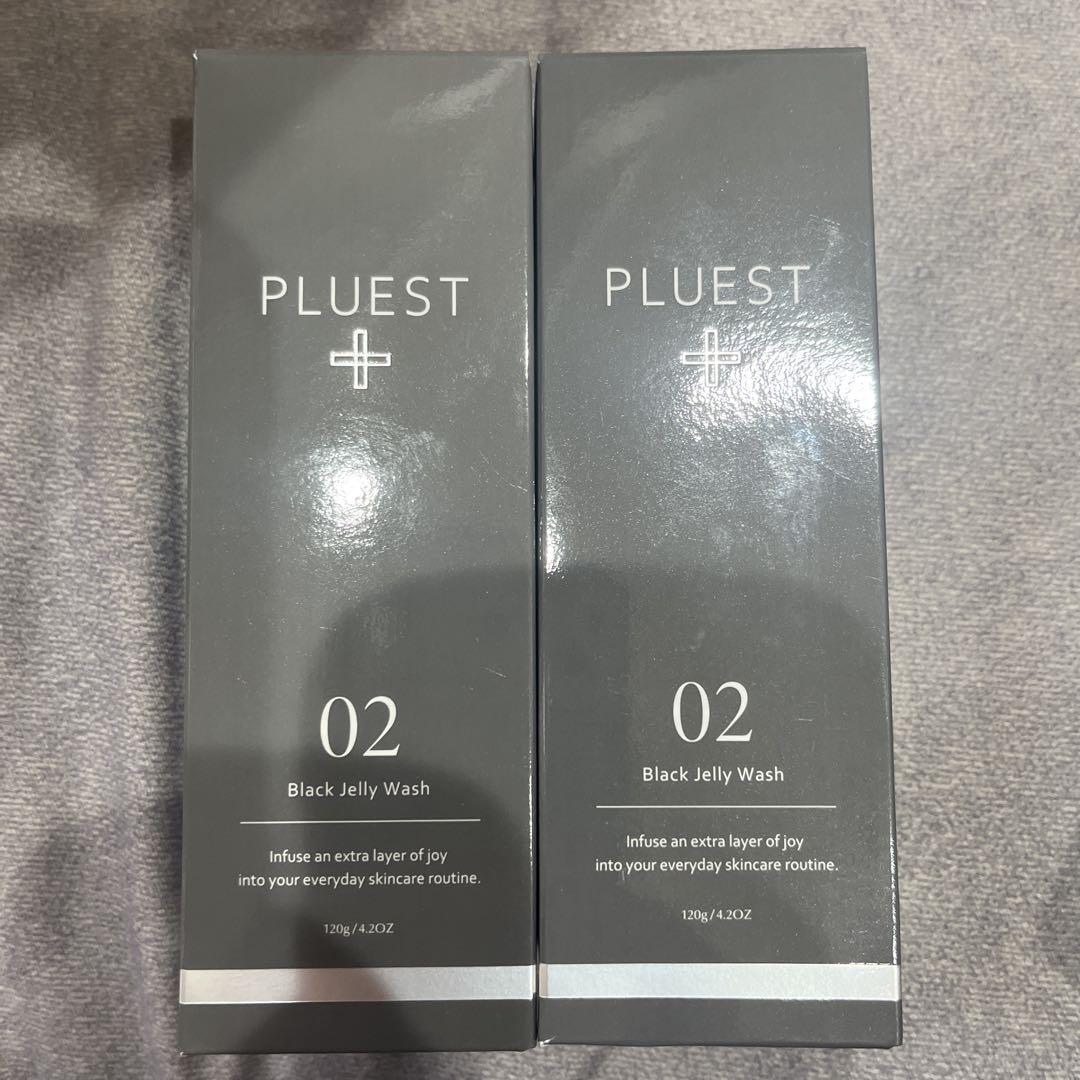 PLUEST
02
Black Jelly Wash
Infuse an extra layer of joy
into your everyday skincare routine.
120g/4.2OZ
PLUEST
02
Black Jelly Wash
Infuse an extra layer of joy
into your everyday skincare routine.
120g/4.2OZ